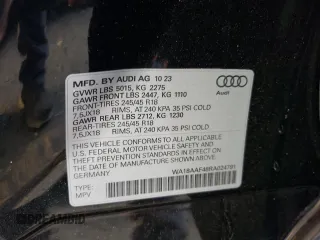 MFD. BY AUDI AG 10 23
GVWR LBS 5015, KG 2275
GAWR FRONT LBS 2447, KG 1110
FRONT-TIRES 245/45 R18
7,5JX18 RIMS, AT 240 KPA 35 PSI COLD
GAWR REAR LBS 2712, KG 1230
REAR-TIRES 245/45 R18
7,5JX18 RIMS, AT 240 KPA 35 PSI COLD
Audi
THIS VEHICLE CONFORMS TO ALL APPLICABLE
U.S. FEDERAL MOTOR VEHICLE SAFETY
STANDARDS IN EFFECT ON THE DATE OF
MANUFACTURE SHOWN ABOVE.
GERMANY
TYPE:
MPV